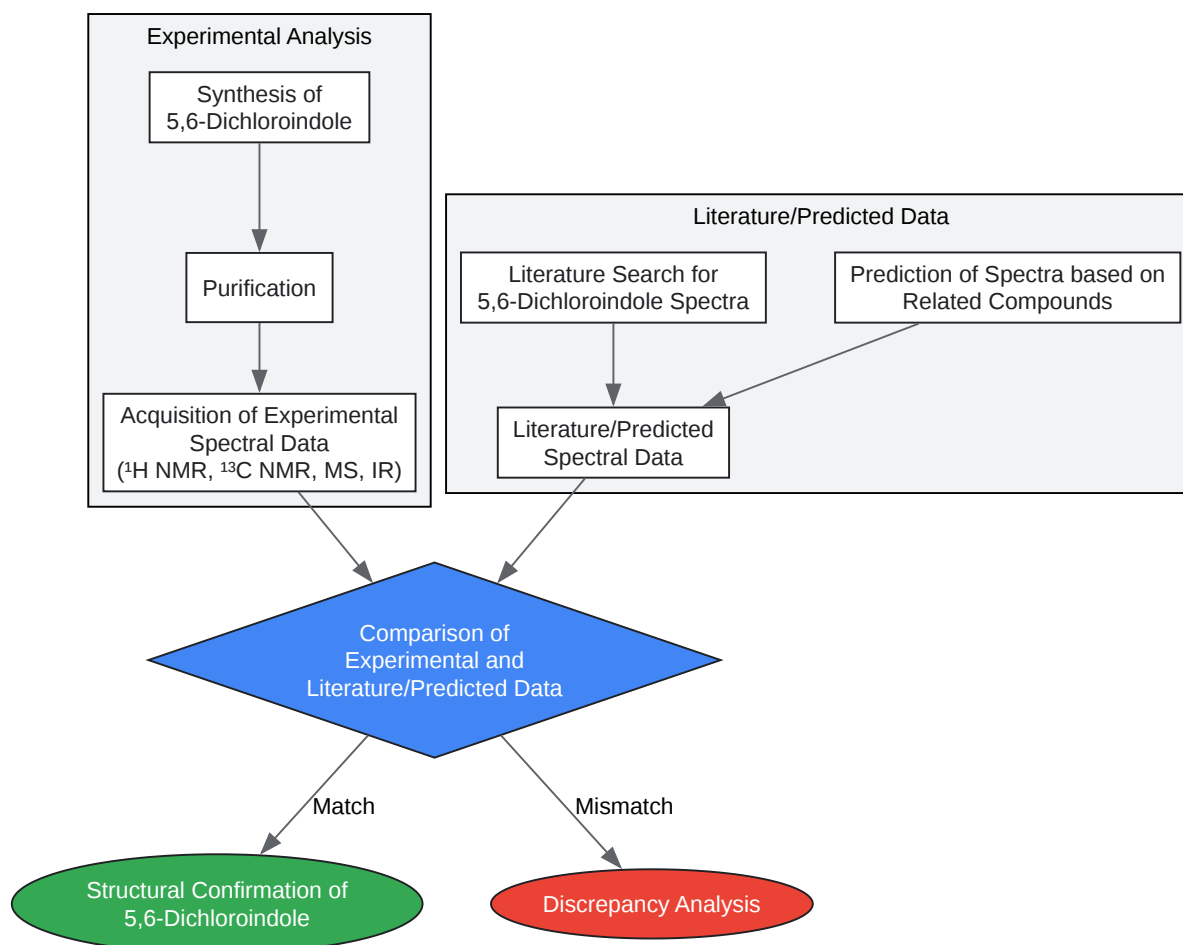 Experimental Analysis
Synthesis of
5,6-Dichloroindole
Purification
Acquisition of Experimental
Spectral Data
(¹H NMR, ¹³C NMR, MS, IR)
Literature/Predicted Data
Literature Search for
5,6-Dichloroindole Spectra
Prediction of Spectra based on
Related Compounds
Literature/Predicted
Spectral Data
Comparison of
Experimental and
Literature/Predicted Data
Match
Mismatch
Structural Confirmation of
5,6-Dichloroindole
Discrepancy Analysis